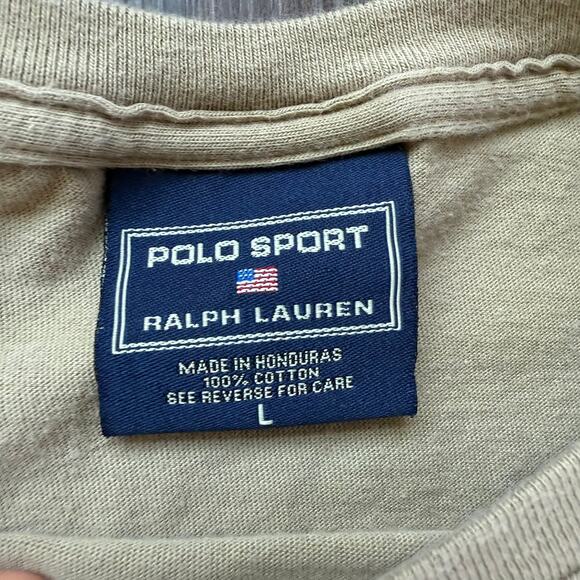 POLO SPORT
RALPH LAUREN
MADE IN HONDURAS
100% COTTON
SEE REVERSE FOR CARE
L